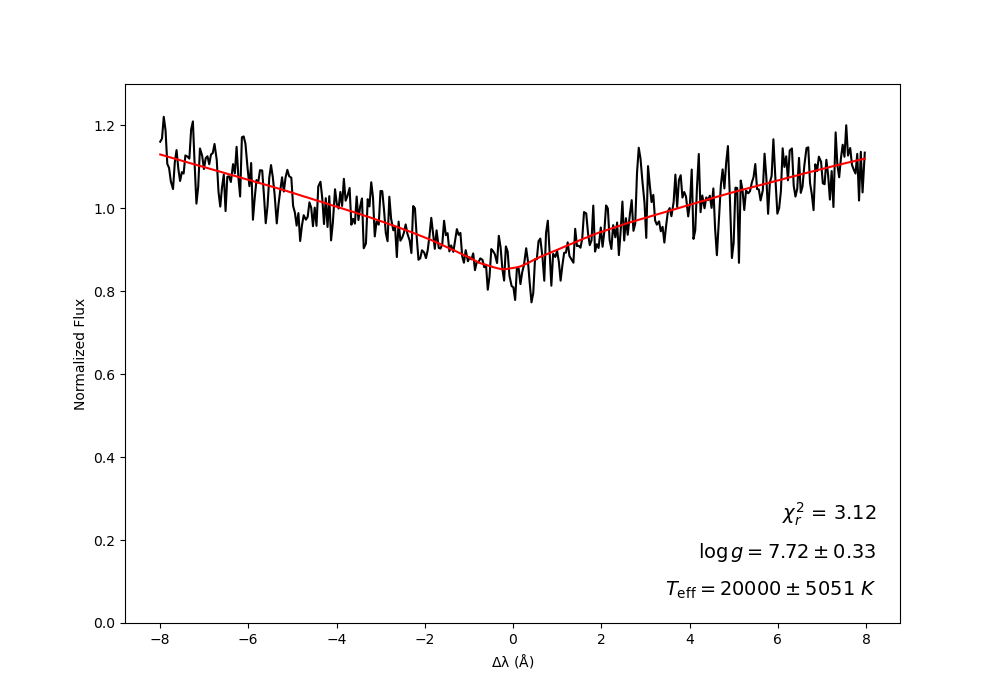 1.2
1.0
0.8
0.6
0.4
0.2
0.0
Normalized Flux
χ²ᵣ = 3.12
log g = 7.72 ± 0.33
T_eff = 20000 ± 5051 K
−8 −6 −4 −2 0 2 4 6 8
Δλ (Å)